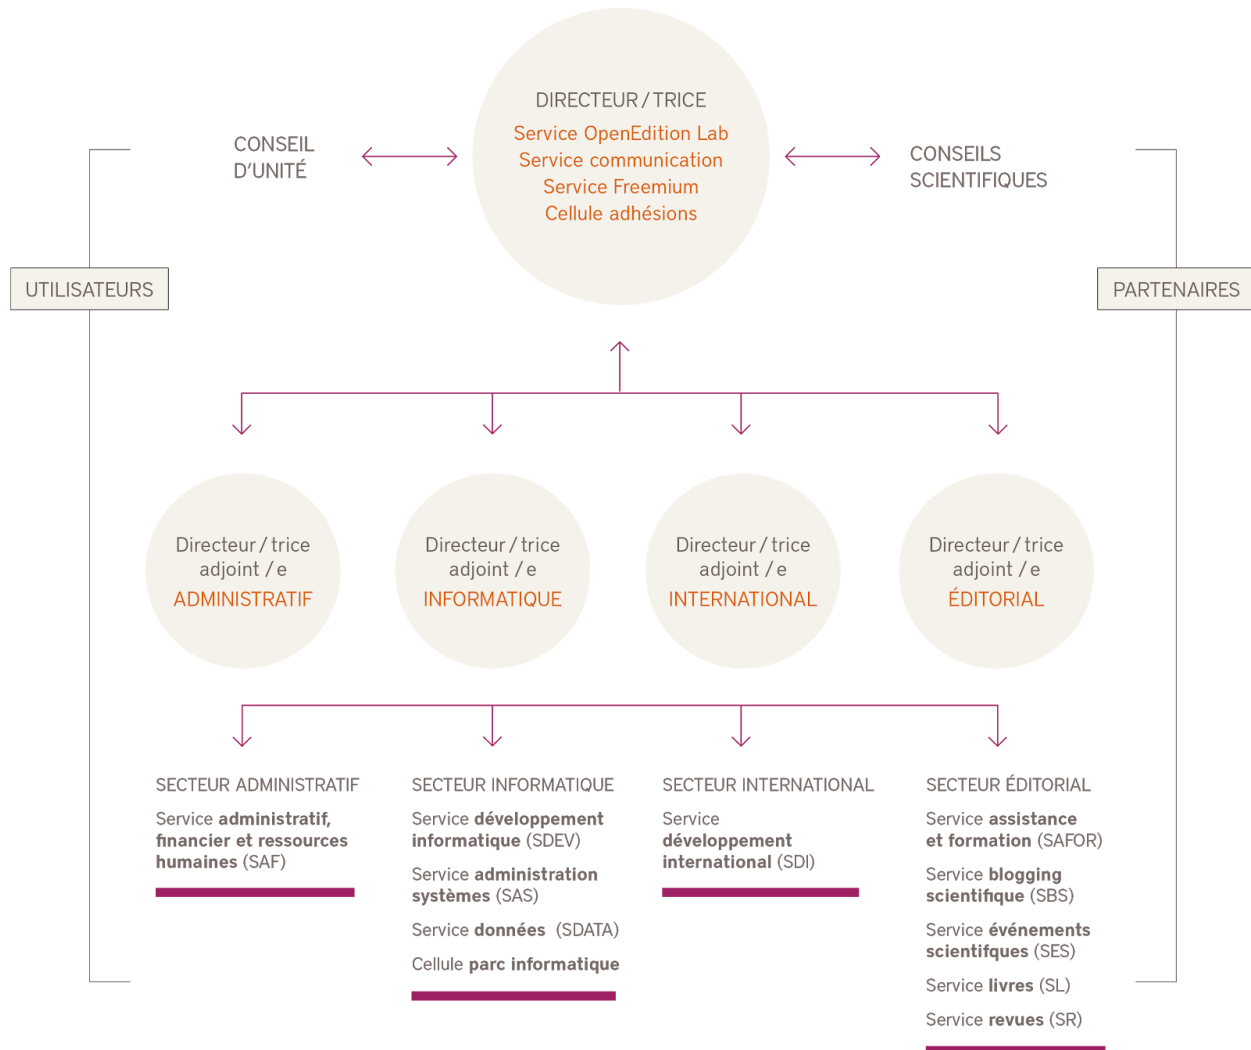 DIRECTEUR / TRICE
Service OpenEdition Lab
Service communication
Service Freemium
Cellule adhésions
CONSEIL
D'UNITÉ
CONSEILS
SCIENTIFIQUES
UTILISATEURS
PARTENAIRES
Directeur / trice
adjoint / e
ADMINISTRATIF
Directeur / trice
adjoint / e
INFORMATIQUE
Directeur / trice
adjoint / e
INTERNATIONAL
Directeur / trice
adjoint / e
ÉDITORIAL
SECTEUR ADMINISTRATIF
Service administratif,
financier et ressources
humaines (SAF)
SECTEUR INFORMATIQUE
Service développement
informatique (SDEV)
Service administration
systèmes (SAS)
Service données (SDATA)
Cellule parc informatique
SECTEUR INTERNATIONAL
Service
développement
international (SDI)
SECTEUR ÉDITORIAL
Service assistance
et formation (SAFOR)
Service blogging
scientifique (SBS)
Service événements
scientifques (SES)
Service livres (SL)
Service revues (SR)